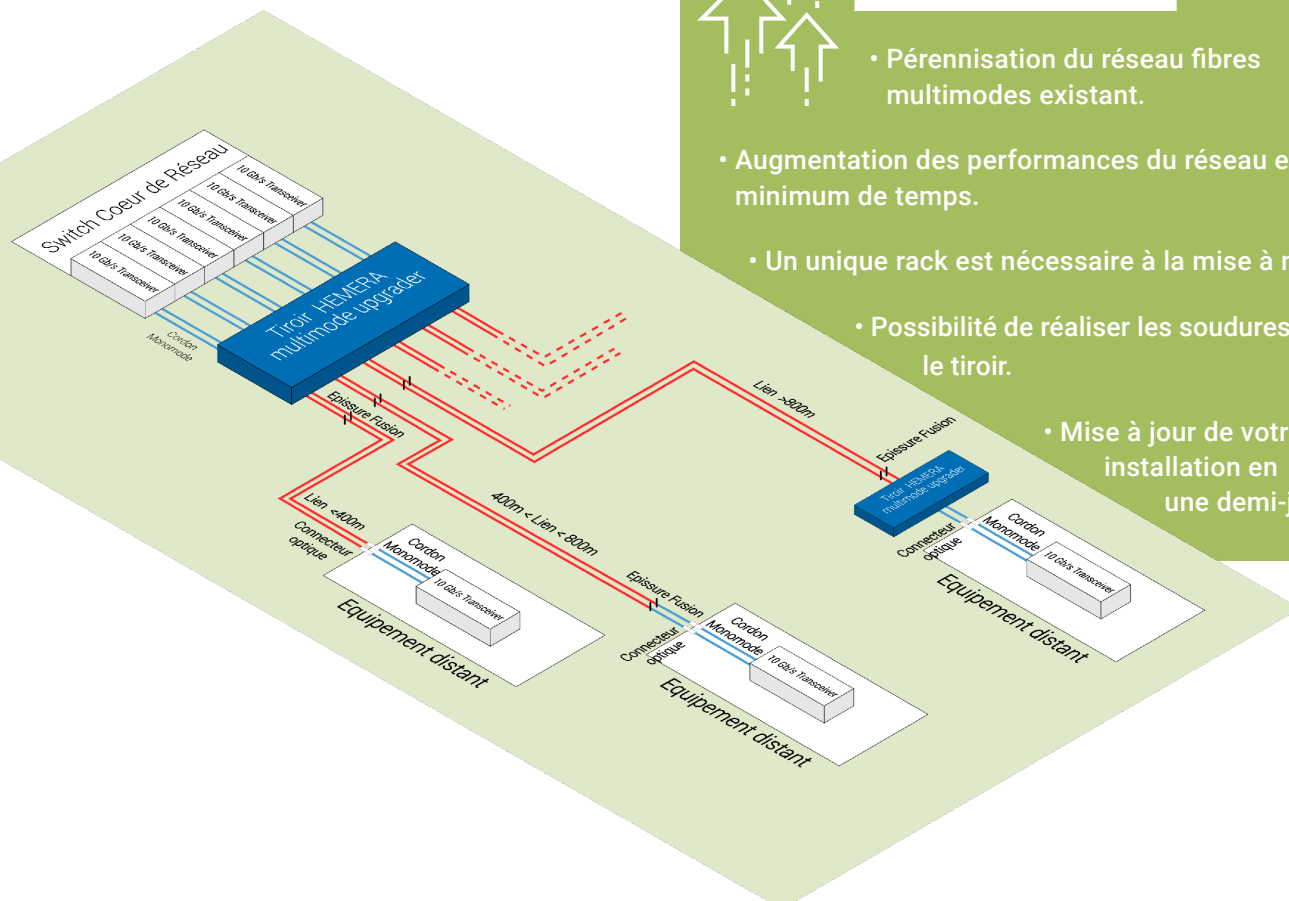 • Pérennisation du réseau fibres
multimodes existant.
• Augmentation des performances du réseau e
minimum de temps.
• Un unique rack est nécessaire à la mise à
• Possibilité de réaliser les soudures
le tiroir.
• Mise à jour de votr
installation en
une demi-j
Switch Coeur de Réseau
10 Gb/s Transceiver
10 Gb/s Transceiver
10 Gb/s Transceiver
10 Gb/s Transceiver
10 Gb/s Transceiver
Cordon
Monomode
Tiroir HEMERA
multimode upgrader
Epissure Fusion
Lien <400m
Connecteur
optique
Cordon
Monomode
10 Gb/s Transceiver
Equipement distant
400m < Lien < 800m
Epissure Fusion
Connecteur
optique
Cordon
Monomode
10 Gb/s Transceiver
Equipement distant
Lien >800m
Epissure Fusion
Tiroir HEMERA
multimode upgrader
Connecteur
optique
Cordon
Monomode
10 Gb/s Transceiver
Equipement distant